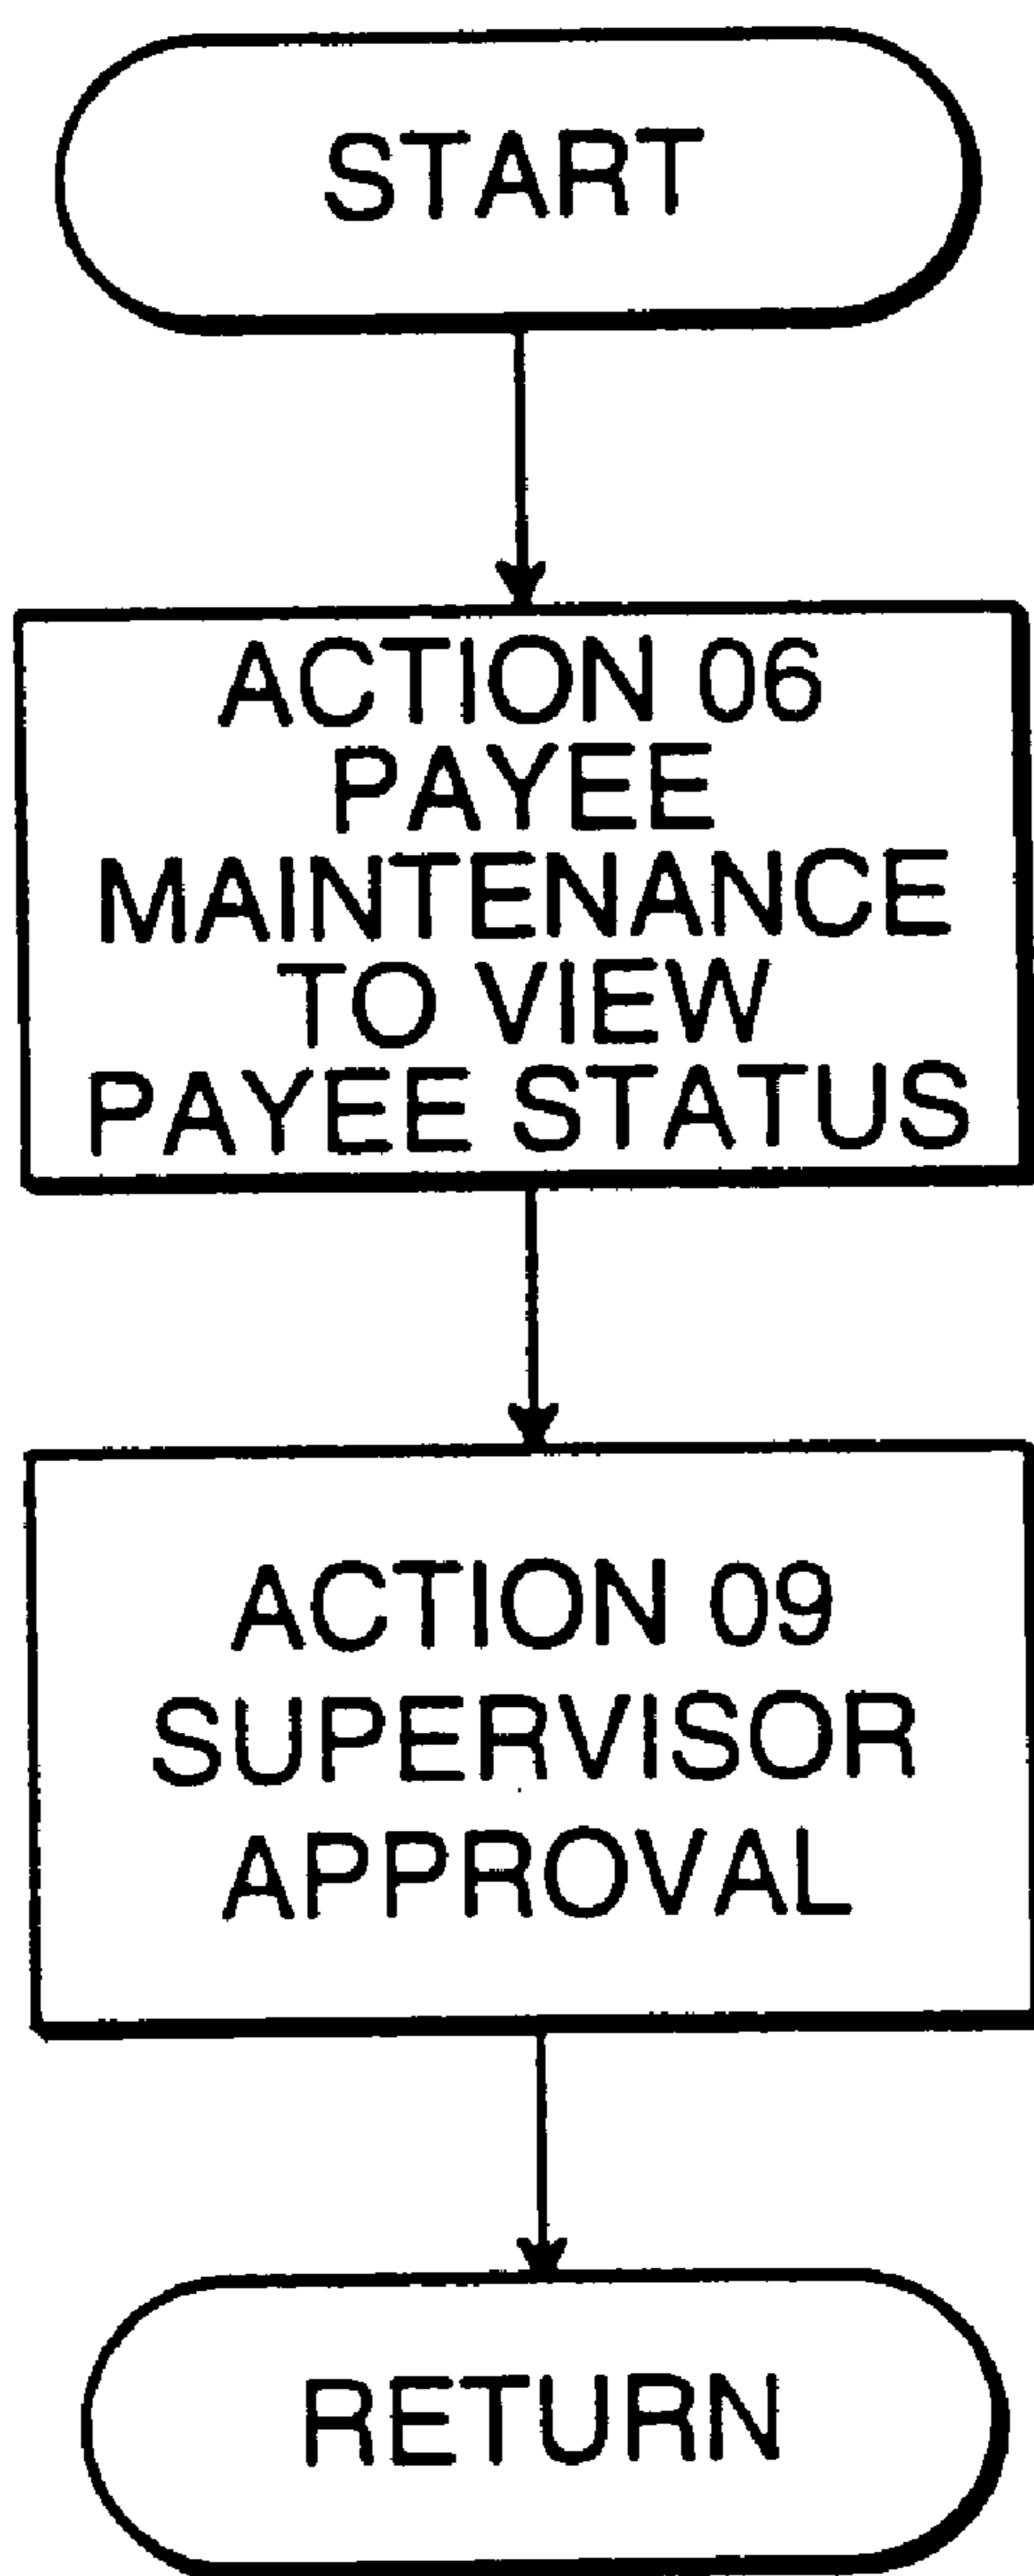 START
ACTION 06
PAYEE
MAINTENANCE
TO VIEW
PAYEE STATUS
ACTION 09
SUPERVISOR
APPROVAL
RETURN